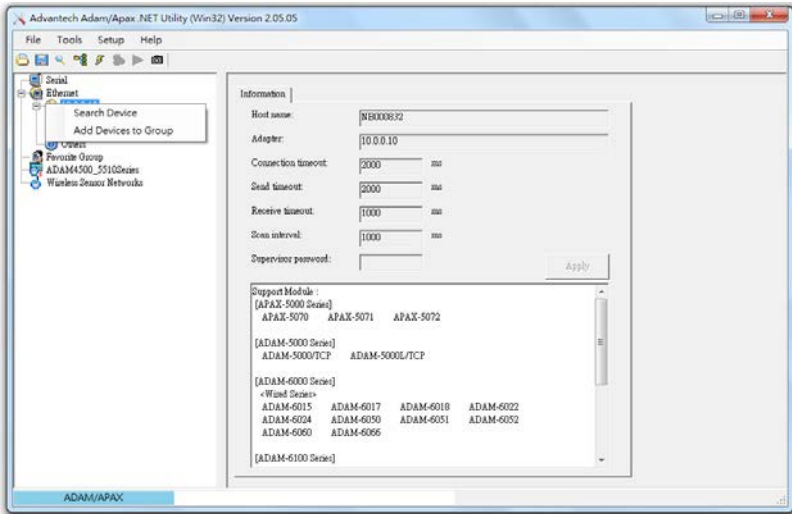 Advantech Adam/Apax .NET Utility (Win32) Version 2.05.05
File Tools Setup Help
Serial
Ethernet
Search Device
Add Devices to Group
Others
Favorite Group
ADAM4500_5510Series
Wireless Sensor Networks
Information
Host name: NB000832
Adapter: 10.0.0.10
Connection timeout: 2000 ms
Send timeout: 2000 ms
Receive timeout: 1000 ms
Scan interval: 1000 ms
Supervisor password:
Apply
Support Module :
[APAX-5000 Series]
APAX-5070 APAX-5071 APAX-5072
[ADAM-5000 Series]
ADAM-5000/TCP ADAM-5000L/TCP
[ADAM-6000 Series]
<Wired Series>
ADAM-6015 ADAM-6017 ADAM-6018 ADAM-6022
ADAM-6024 ADAM-6050 ADAM-6051 ADAM-6052
ADAM-6060 ADAM-6066
[ADAM-6100 Series]
ADAM/APAX